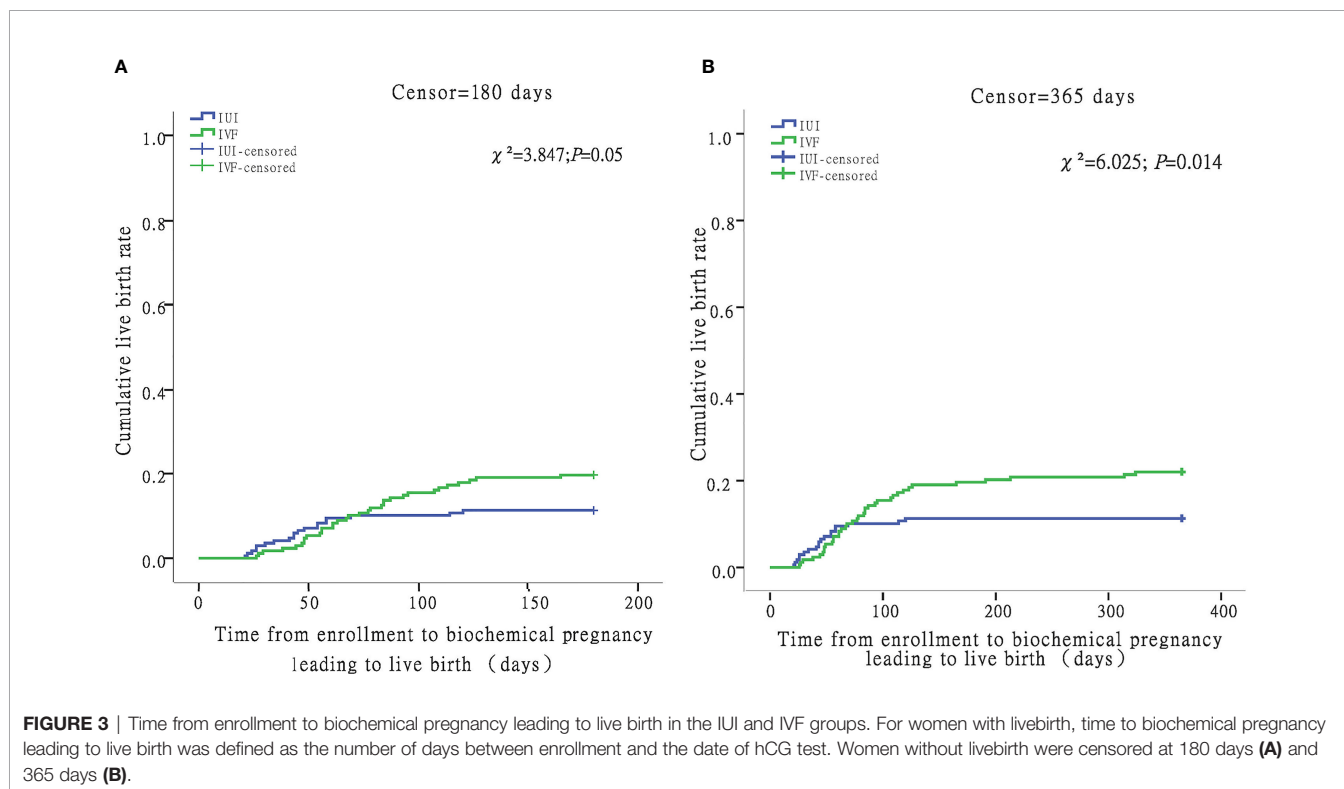 A
Censor=180 days
IUI
IVF
IUI-censored
IVF-censored
χ²=3.847;P=0.05
1.0
0.8
0.6
0.4
0.2
0.0
Cumulative live birth rate
0 50 100 150 200
Time from enrollment to biochemical pregnancy
leading to live birth (days)
B
Censor=365 days
IUI
IVF
IUI-censored
IVF-censored
χ²=6.025; P=0.014
1.0
0.8
0.6
0.4
0.2
0.0
Cumulative live birth rate
0 100 200 300 400
Time from enrollment to biochemical pregnancy
leading to live birth (days)
FIGURE 3 | Time from enrollment to biochemical pregnancy leading to live birth in the IUI and IVF groups. For women with livebirth, time to biochemical pregnancy
leading to live birth was defined as the number of days between enrollment and the date of hCG test. Women without livebirth were censored at 180 days (A) and
365 days (B).